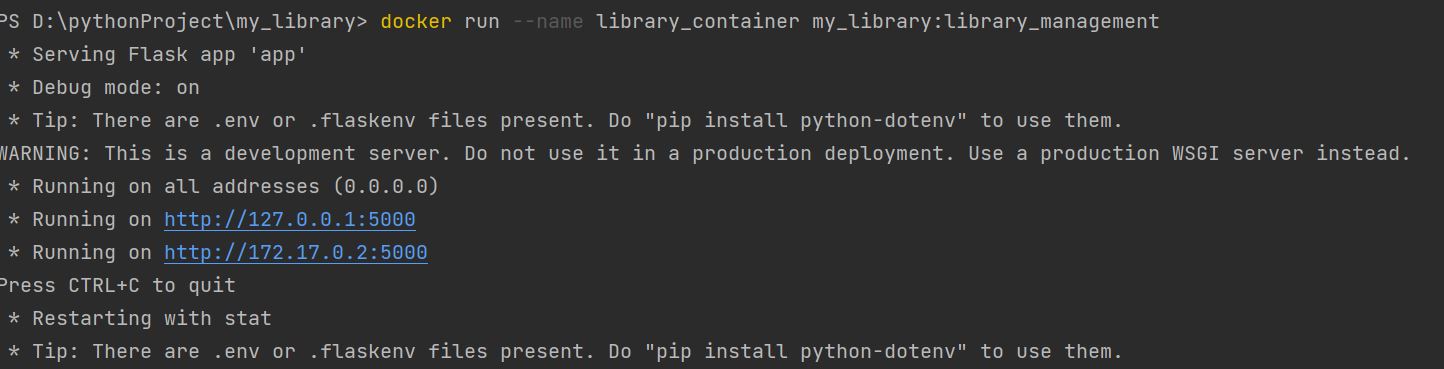 PS D:\pythonProject\my_library> docker run --name library_container my_library:library_management
* Serving Flask app 'app'
* Debug mode: on
* Tip: There are .env or .flaskenv files present. Do "pip install python-dotenv" to use them.
WARNING: This is a development server. Do not use it in a production deployment. Use a production WSGI server instead.
* Running on all addresses (0.0.0.0)
* Running on http://127.0.0.1:5000
* Running on http://172.17.0.2:5000
Press CTRL+C to quit
* Restarting with stat
* Tip: There are .env or .flaskenv files present. Do "pip install python-dotenv" to use them.